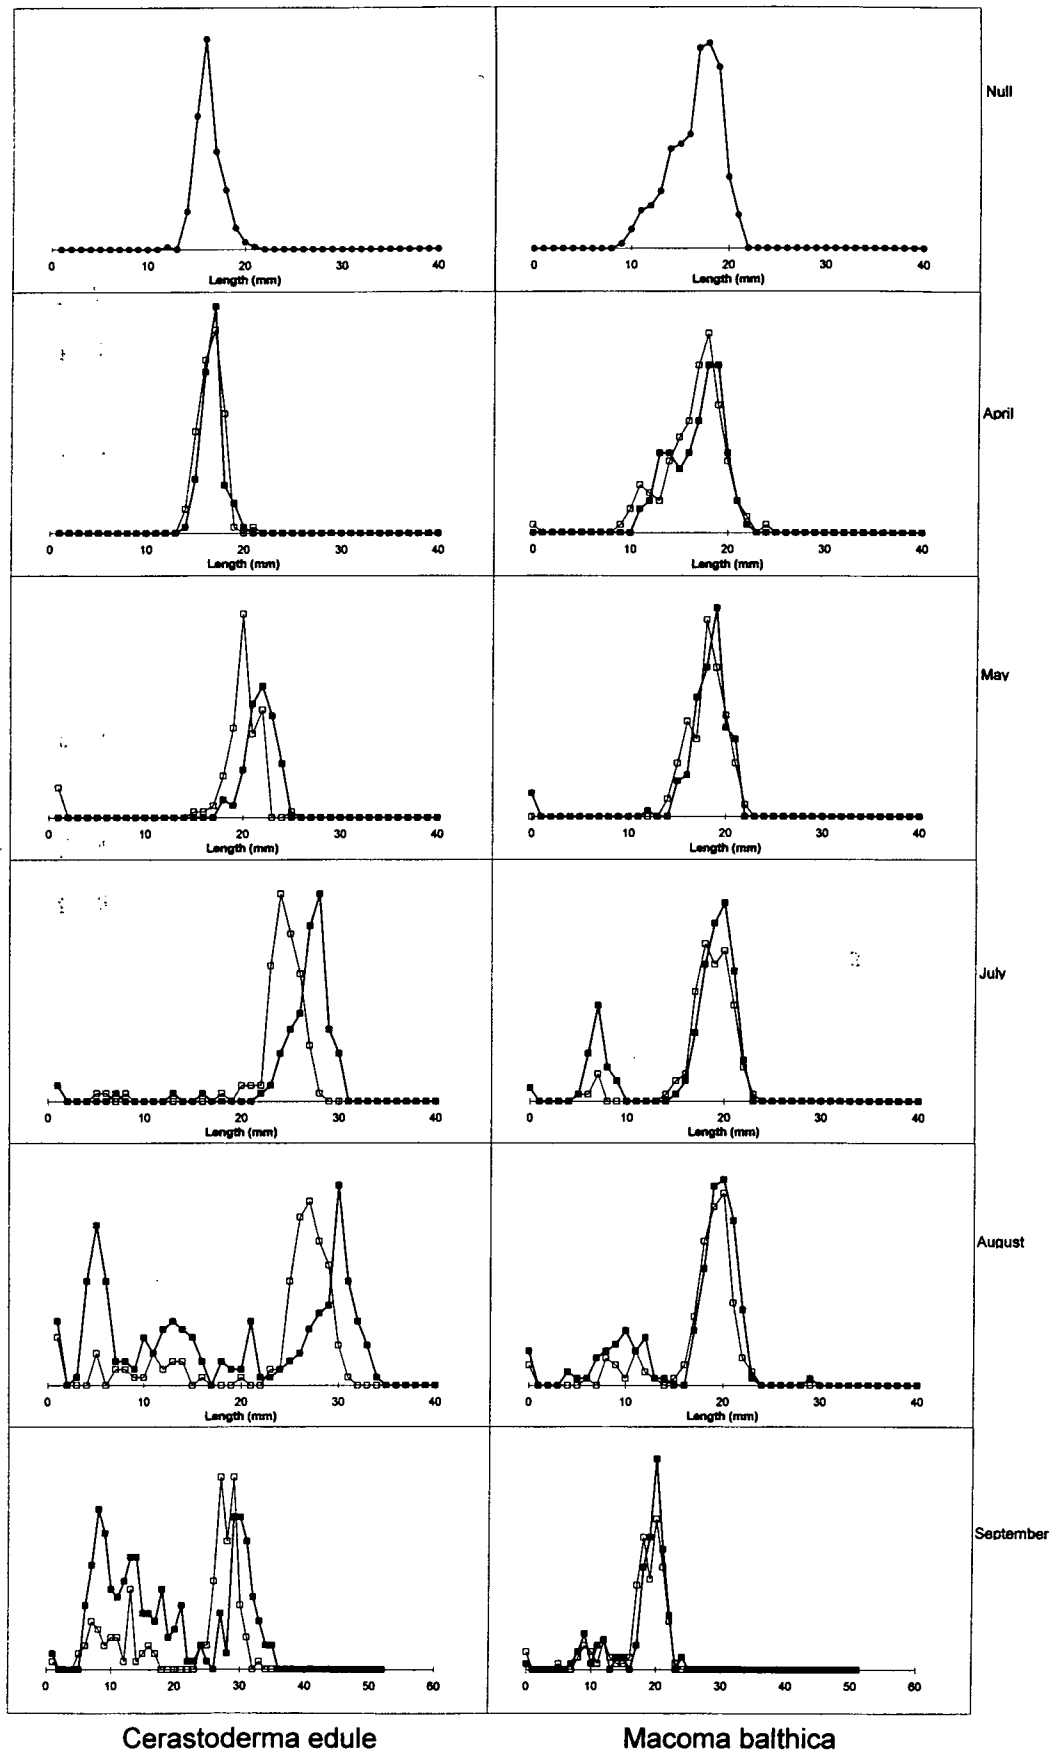 Null
0 10 20 30 40 0 10 20 30 40
Length (mm) Length (mm)
April
0 10 20 30 40 0 10 20 30 40
Length (mm) Length (mm)
May
0 10 20 30 40 0 10 20 30 40
Length (mm) Length (mm)
July
0 10 20 30 40 0 10 20 30 40
Length (mm) Length (mm)
August
0 10 20 30 40 0 10 20 30 40
Length (mm) Length (mm)
September
0 10 20 30 40 50 60 0 10 20 30 40 50 60
Cerastoderma edule Macoma balthica